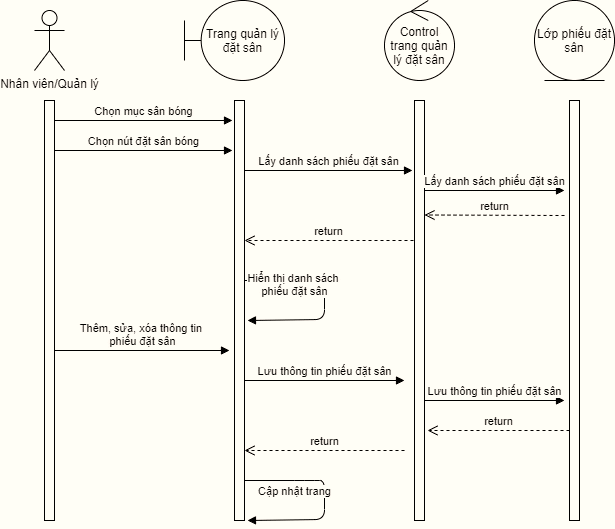 Trang quản lý
đặt sân
Control
trang quản
lý đặt sân
Lớp phiếu đặt
sân
Nhân viên/Quản lý
Chọn mục sân bóng
Chọn nút đặt sân bóng
Lấy danh sách phiếu đặt sân
Lấy danh sách phiếu đặt sân
return
return
Hiển thị danh sách
phiếu đặt sân
Thêm, sửa, xóa thông tin
phiếu đặt sân
Lưu thông tin phiếu đặt sân
Lưu thông tin phiếu đặt sân
return
return
Cập nhật trang